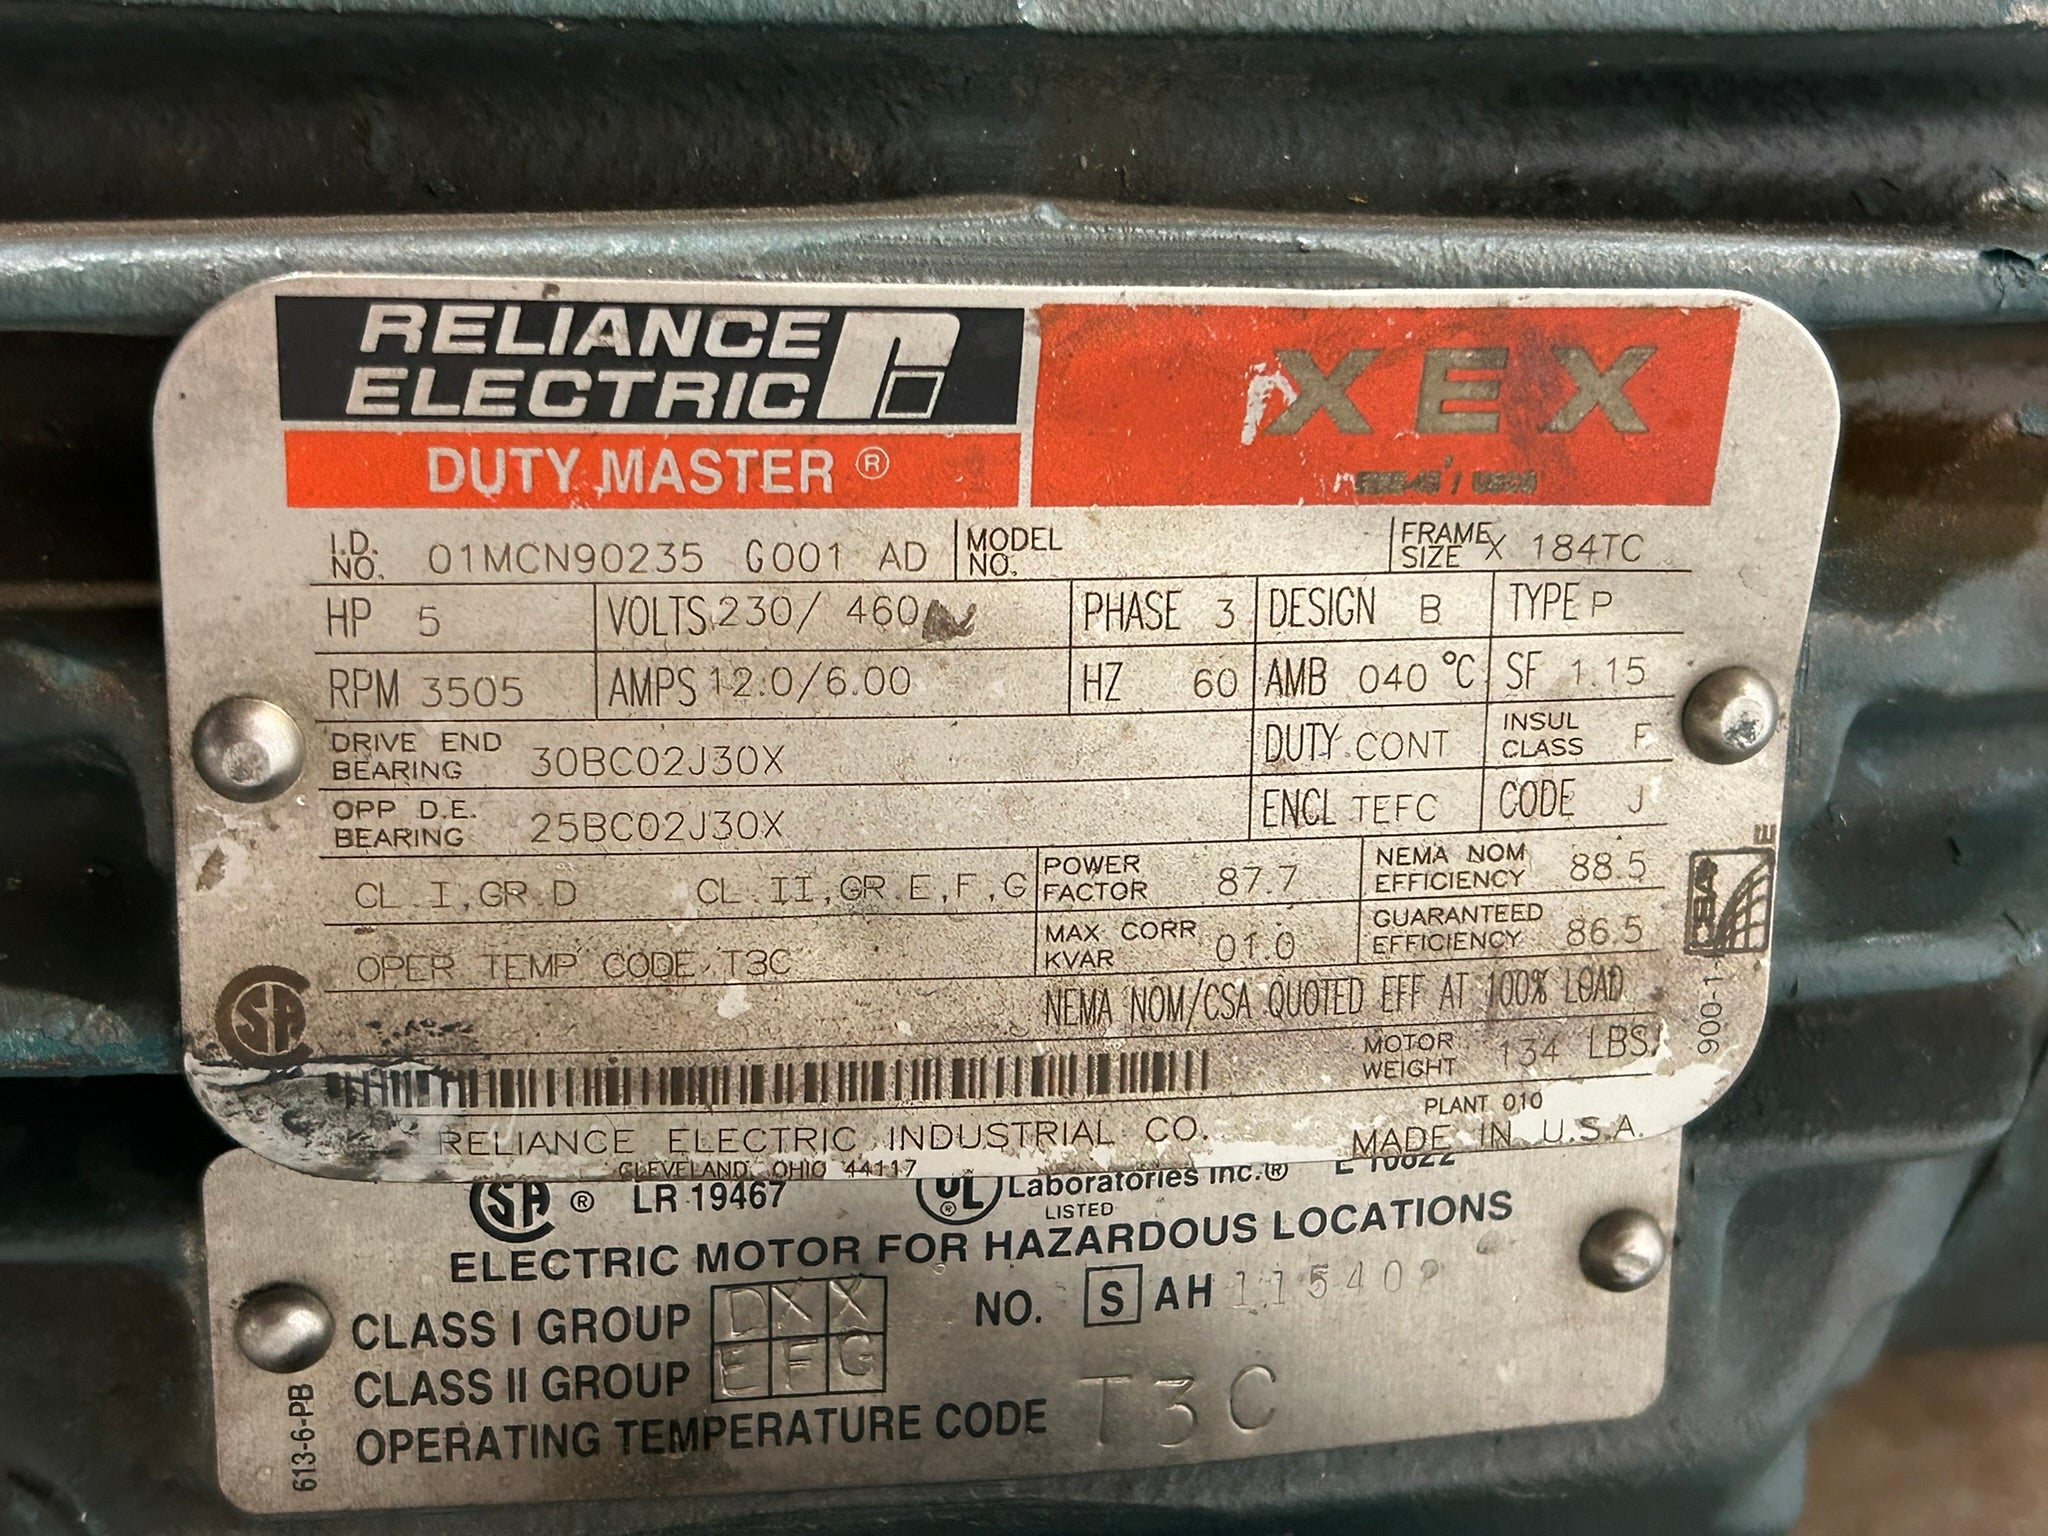 RELIANCE
ELECTRIC
DUTY MASTER ®
XEX
I.D. NO. 01MCN90235 G001 AD MODEL NO. FRAME SIZE X 184TC
HP 5 VOLTS 230/ 460 PHASE 3 DESIGN B TYPE P
RPM 3505 AMPS 12.0/6.00 HZ 60 AMB 040 °C SF 1.15
DRIVE END BEARING 30BC02J30X DUTY CONT INSUL CLASS F
OPP D.E. BEARING 25BC02J30X ENCL TEFC CODE J
CL I,GR D CL II,GR E,F,G POWER FACTOR 87.7 NEMA NOM EFFICIENCY 88.5
OPER TEMP CODE T3C MAX CORR KVAR 01.0 GUARANTEED EFFICIENCY 86.5
NEMA NOM/CSA QUOTED EFF AT 100% LOAD
MOTOR WEIGHT 134 LBS.
PLANT 010
RELIANCE ELECTRIC INDUSTRIAL CO. MADE IN U.S.A.
CLEVELAND, OHIO 44117
CSA
E
900-1
SA ® LR 19467 UL ® Laboratories Inc.®
LISTED
ELECTRIC MOTOR FOR HAZARDOUS LOCATIONS
CLASS I GROUP D X X NO. S AH
CLASS II GROUP E F G
OPERATING TEMPERATURE CODE T3C
613-6-PB